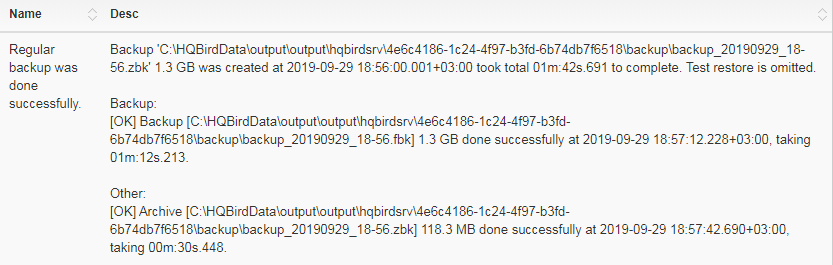 Name
Desc
Regular
backup was
done
successfully.
Backup 'C:\HQBirdData\output\output\hqbirdsrv\4e6c4186-1c24-4f97-b3fd-6b74db7f6518\backup\backup_20190929_18-
56.zbk' 1.3 GB was created at 2019-09-29 18:56:00.001+03:00 took total 01m:42s.691 to complete. Test restore is omitted.
Backup:
[OK] Backup [C:\HQBirdData\output\output\hqbirdsrv\4e6c4186-1c24-4f97-b3fd-
6b74db7f6518\backup\backup_20190929_18-56.fbk] 1.3 GB done successfully at 2019-09-29 18:57:12.228+03:00, taking
01m:12s.213.
Other:
[OK] Archive [C:\HQBirdData\output\output\hqbirdsrv\4e6c4186-1c24-4f97-b3fd-
6b74db7f6518\backup\backup_20190929_18-56.zbk] 118.3 MB done successfully at 2019-09-29 18:57:42.690+03:00,
taking 00m:30s.448.